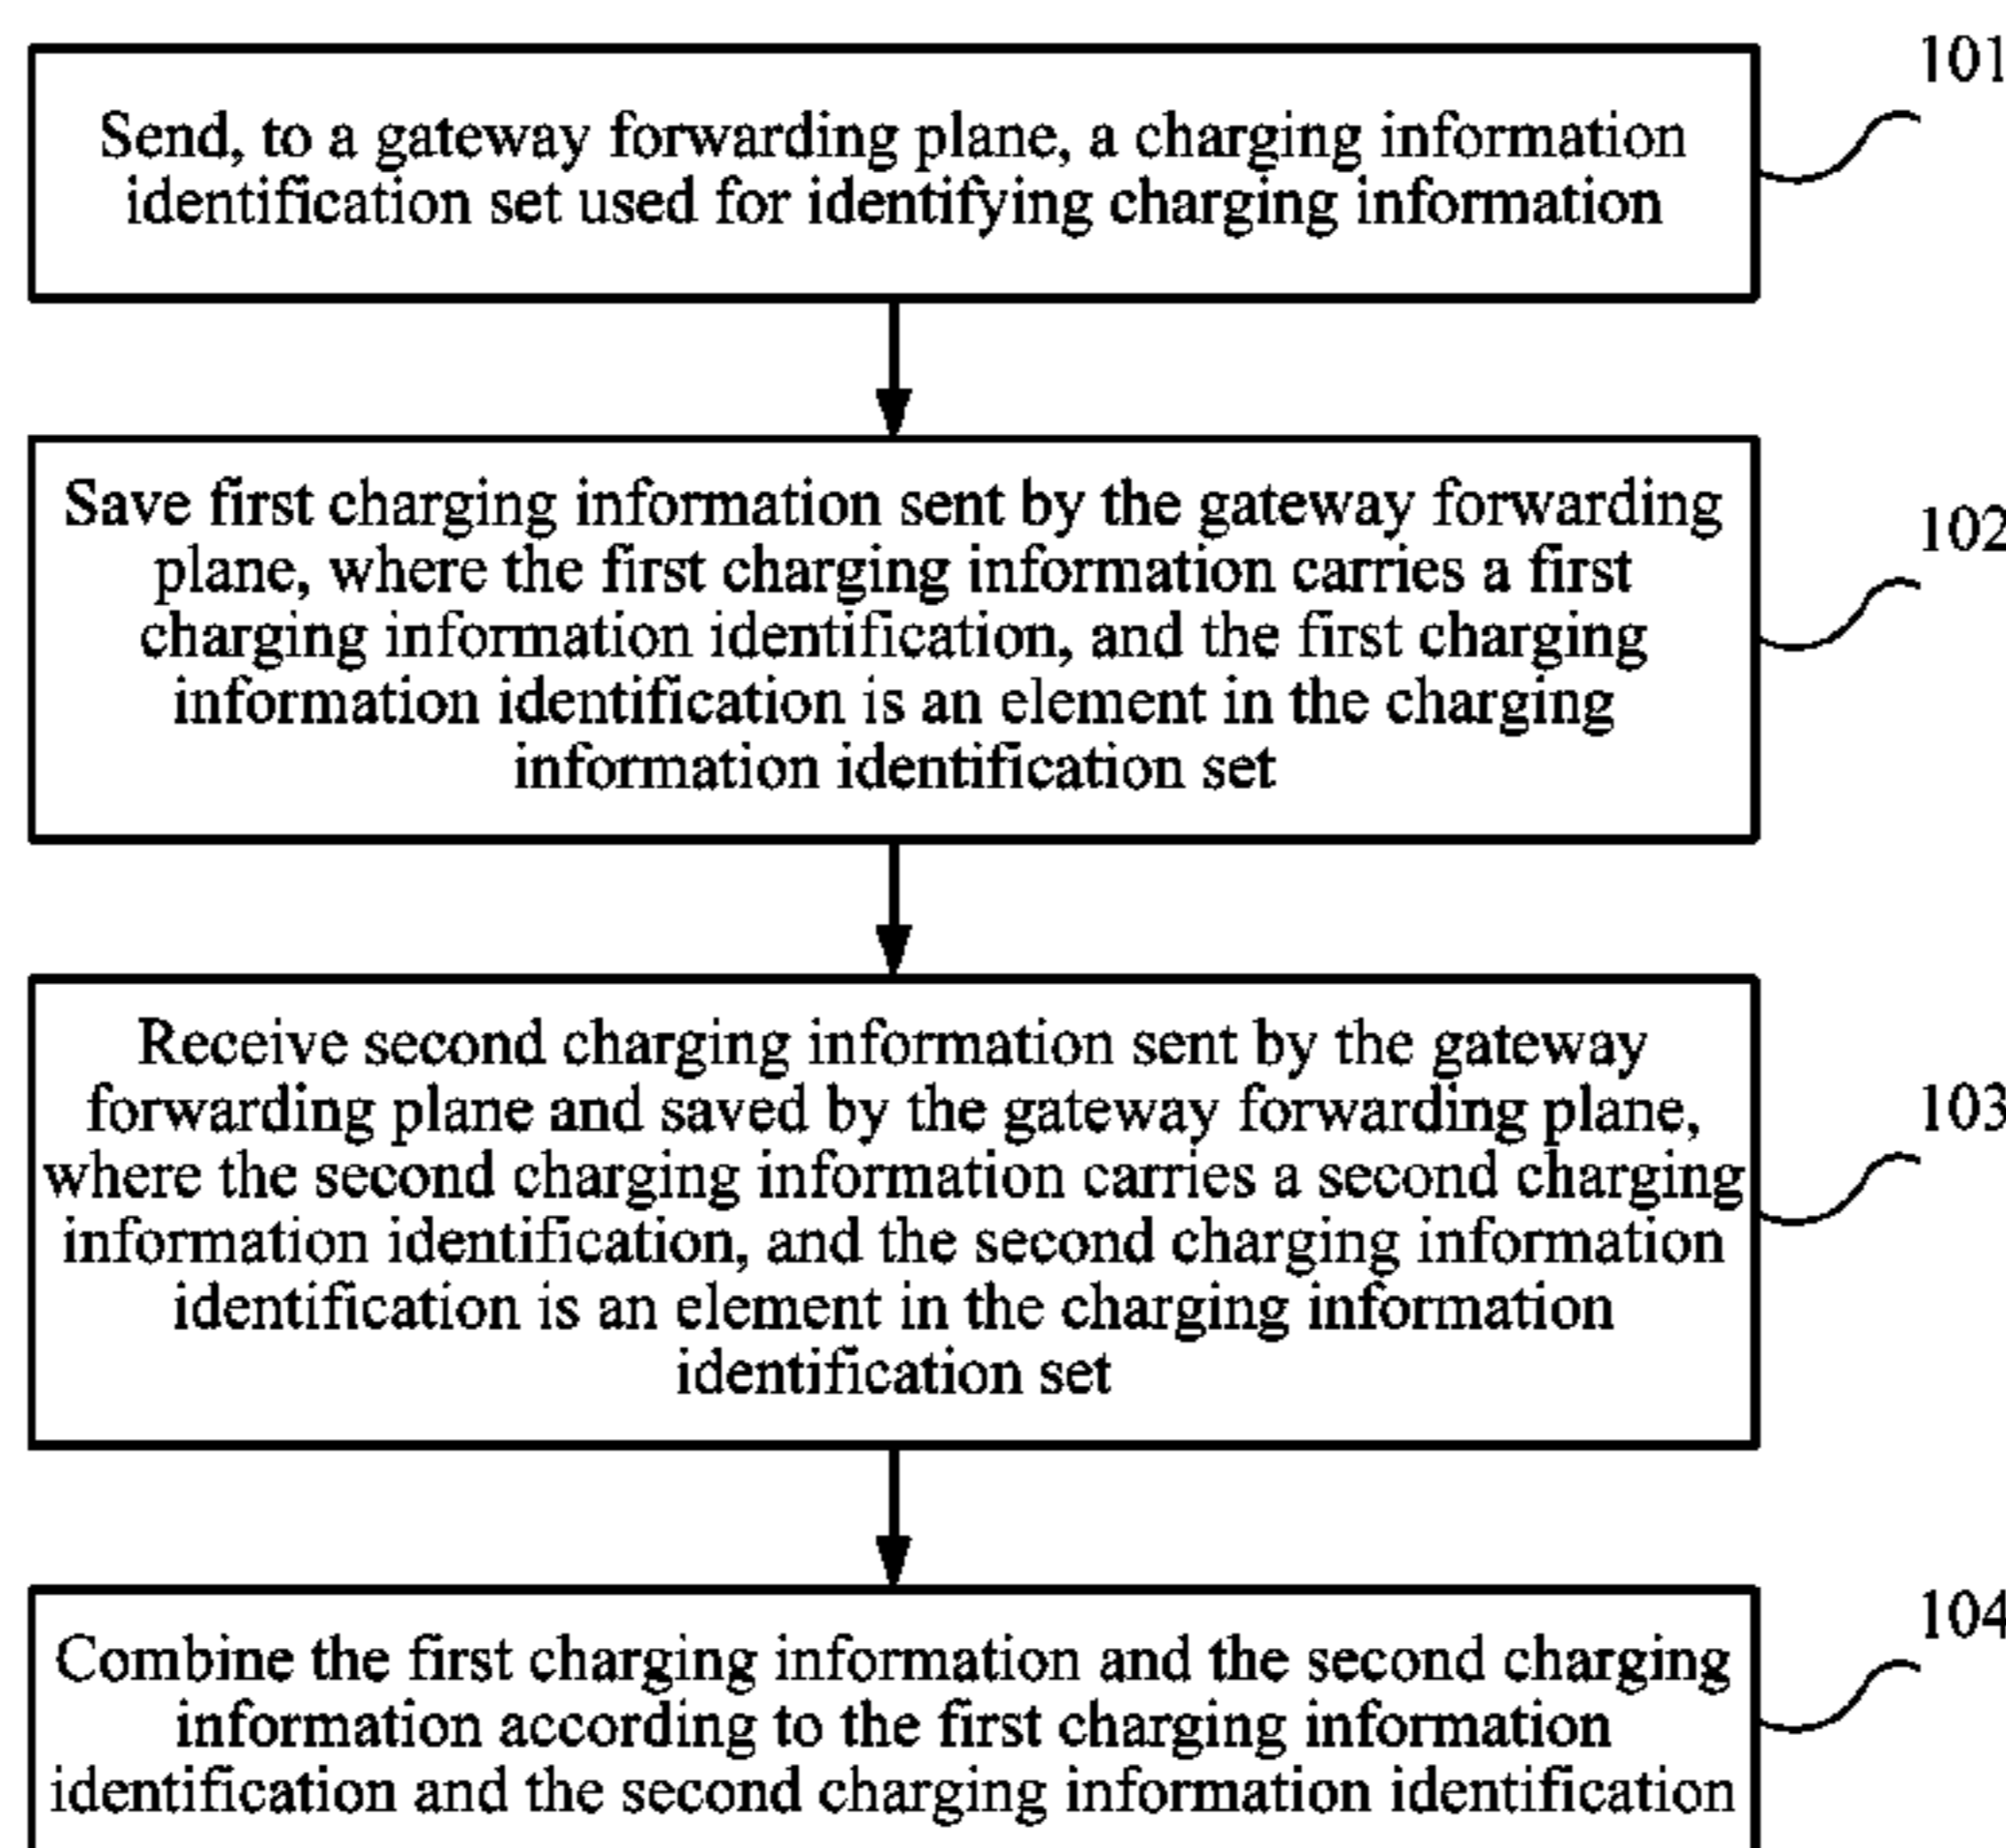 101
Send, to a gateway forwarding plane, a charging information
identification set used for identifying charging information
Save first charging information sent by the gateway forwarding
plane, where the first charging information carries a first
charging information identification, and the first charging
information identification is an element in the charging
information identification set
102
Receive second charging information sent by the gateway
forwarding plane and saved by the gateway forwarding plane,
where the second charging information carries a second charging
information identification, and the second charging information
identification is an element in the charging information
identification set
103
Combine the first charging information and the second charging
information according to the first charging information
identification and the second charging information identification
104